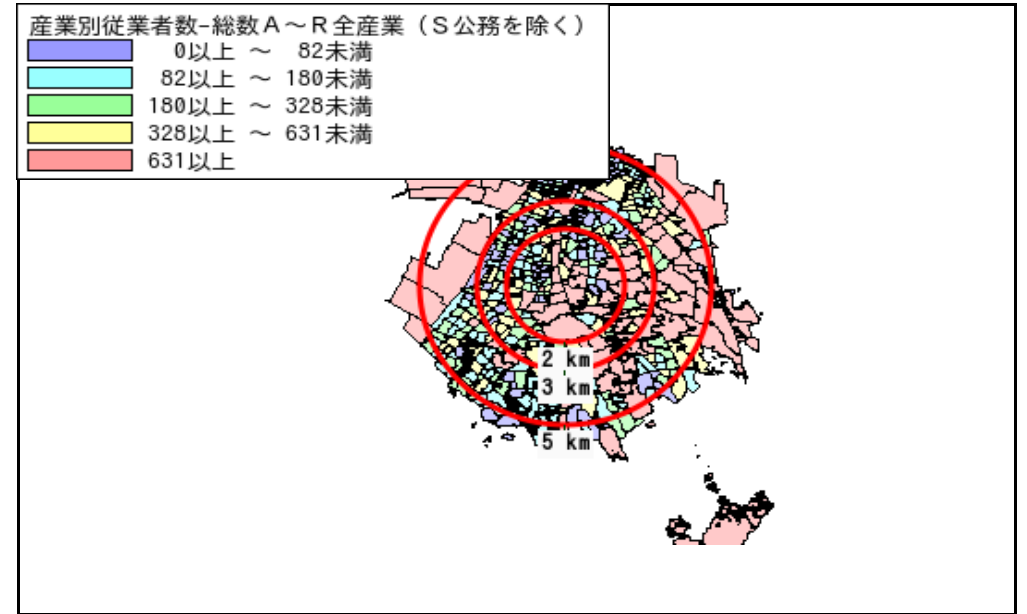 産業別従業者数−総数A〜R全産業（S公務を除く）
0以上 〜 82未満
82以上 〜 180未満
180以上 〜 328未満
328以上 〜 631未満
631以上
2 km
3 km
5 km